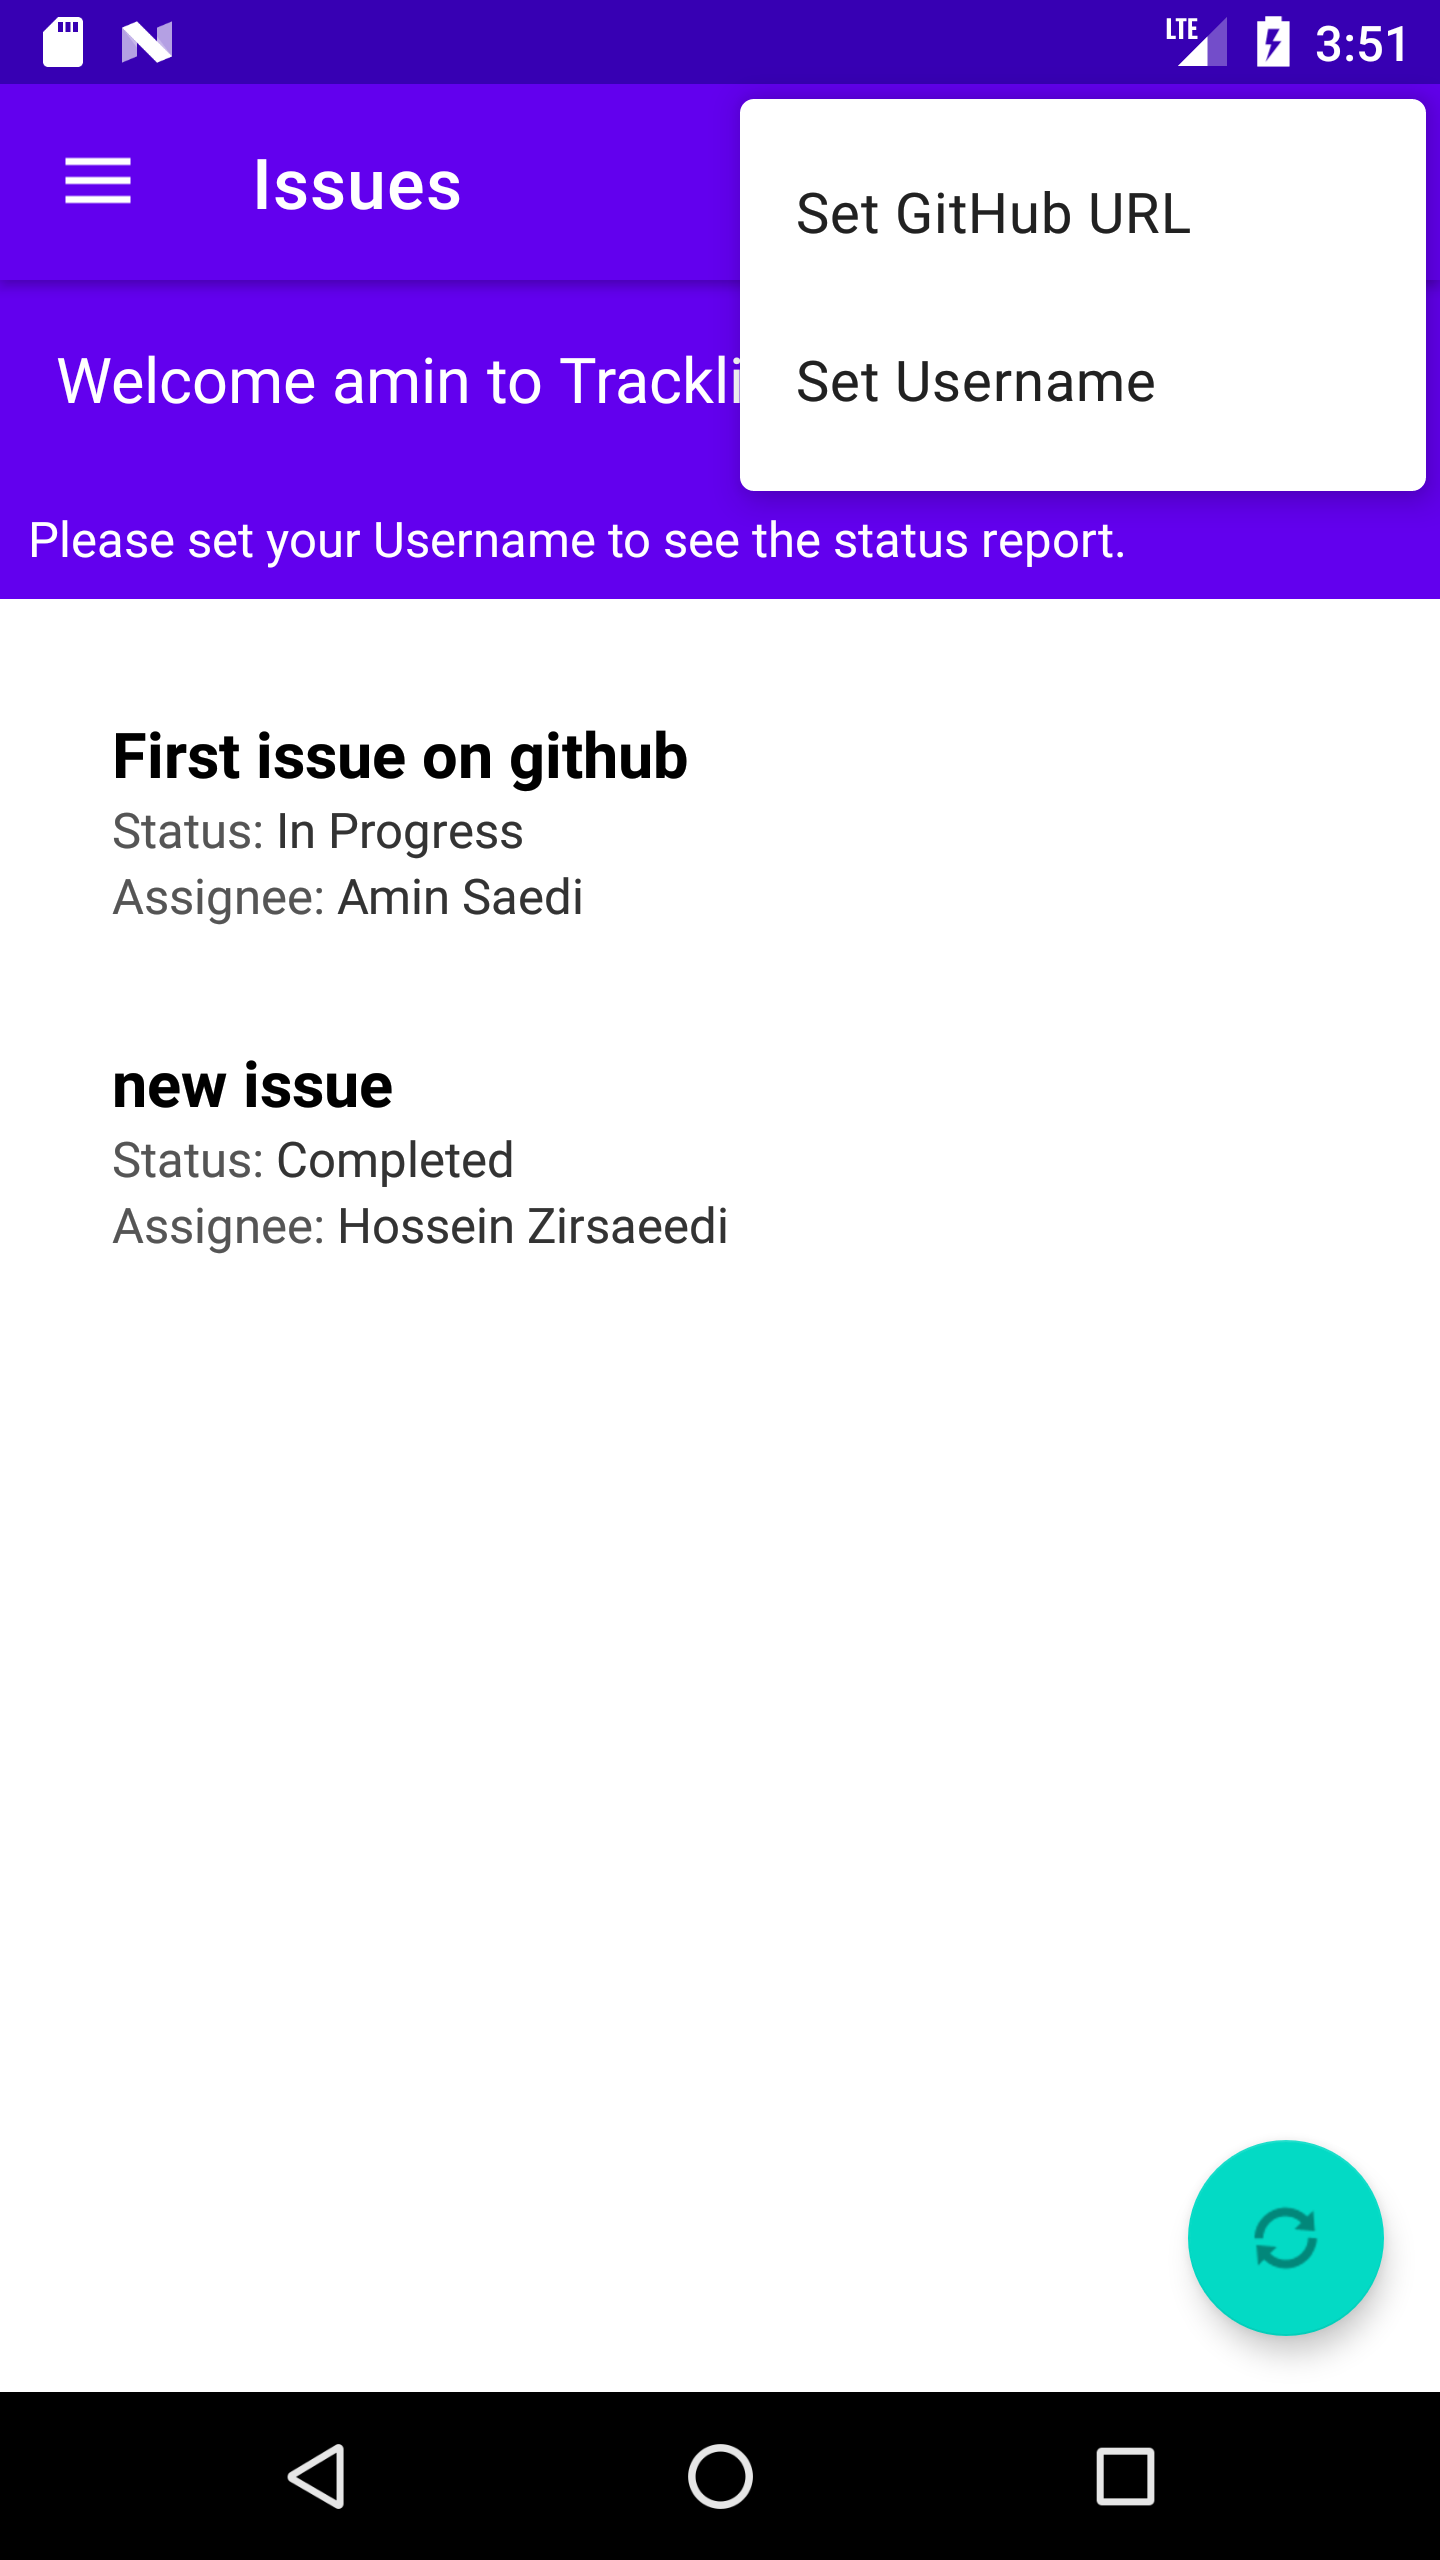 LTE 3:51
Issues
Set GitHub URL
Welcome amin to
Set Username
Please set your Username to see the status report.
First issue on github
Status: In Progress
Assignee: Amin Saedi
new issue
Status: Completed
Assignee: Hossein Zirsaeedi